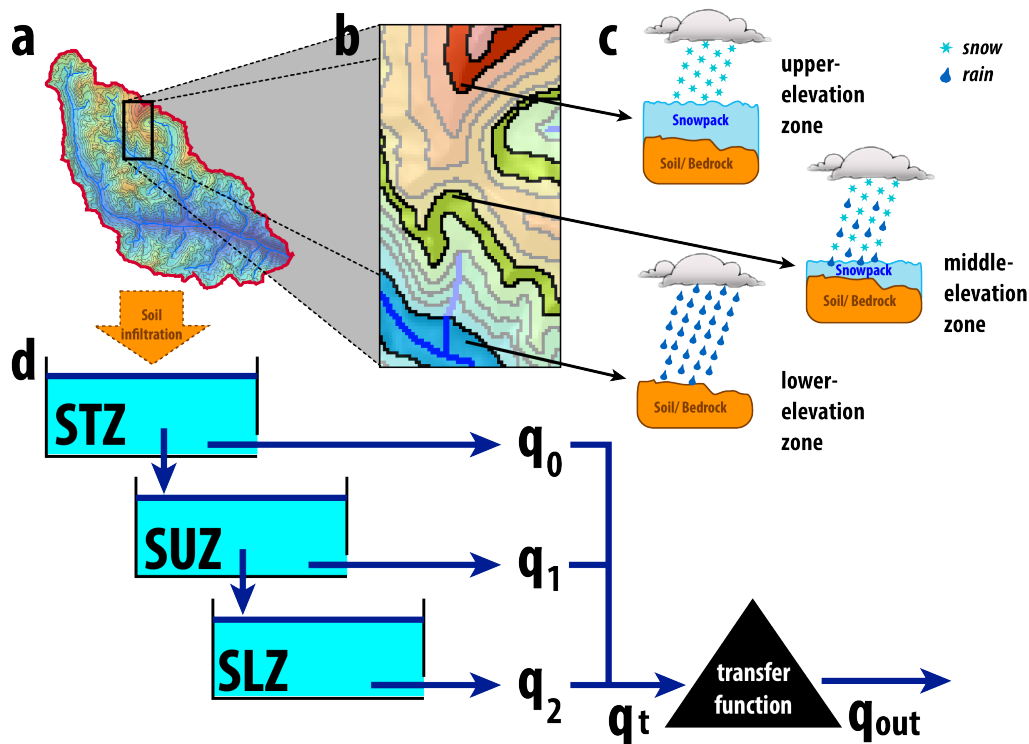 a
b
c
snow
rain
upper-
elevation
zone
Snowpack
Soil/ Bedrock
middle-
elevation
zone
Snowpack
Soil/ Bedrock
lower-
elevation
zone
Soil/ Bedrock
Soil
infiltration
d
STZ
q0
SUZ
q1
SLZ
q2
qt
transfer
function
qout